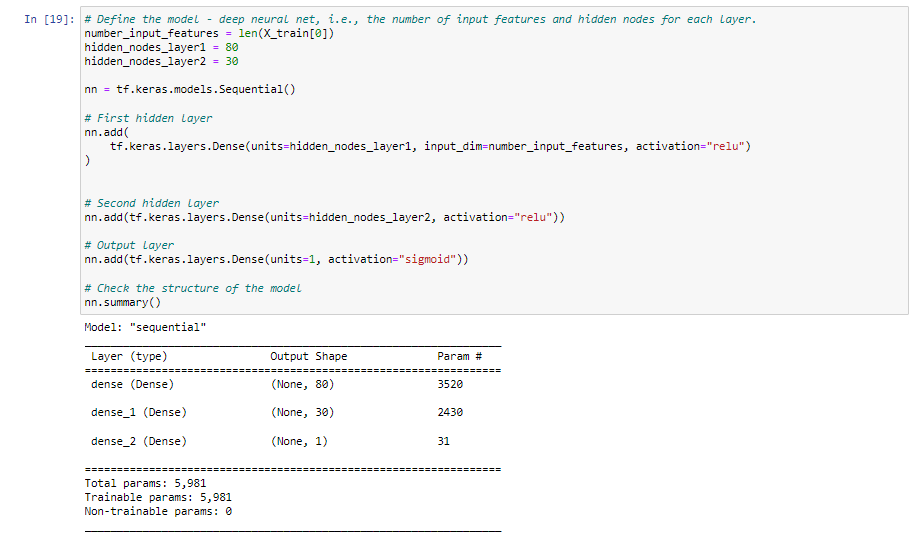 In [19]: # Define the model - deep neural net, i.e., the number of input features and hidden nodes for each layer.
number_input_features = len(X_train[0])
hidden_nodes_layer1 = 80
hidden_nodes_layer2 = 30
nn = tf.keras.models.Sequential()
# First hidden layer
nn.add(
    tf.keras.layers.Dense(units=hidden_nodes_layer1, input_dim=number_input_features, activation="relu")
)
# Second hidden layer
nn.add(tf.keras.layers.Dense(units=hidden_nodes_layer2, activation="relu"))
# Output layer
nn.add(tf.keras.layers.Dense(units=1, activation="sigmoid"))
# Check the structure of the model
nn.summary()
Model: "sequential"
Layer (type) Output Shape Param #
dense (Dense) (None, 80) 3520
dense_1 (Dense) (None, 30) 2430
dense_2 (Dense) (None, 1) 31
Total params: 5,981
Trainable params: 5,981
Non-trainable params: 0